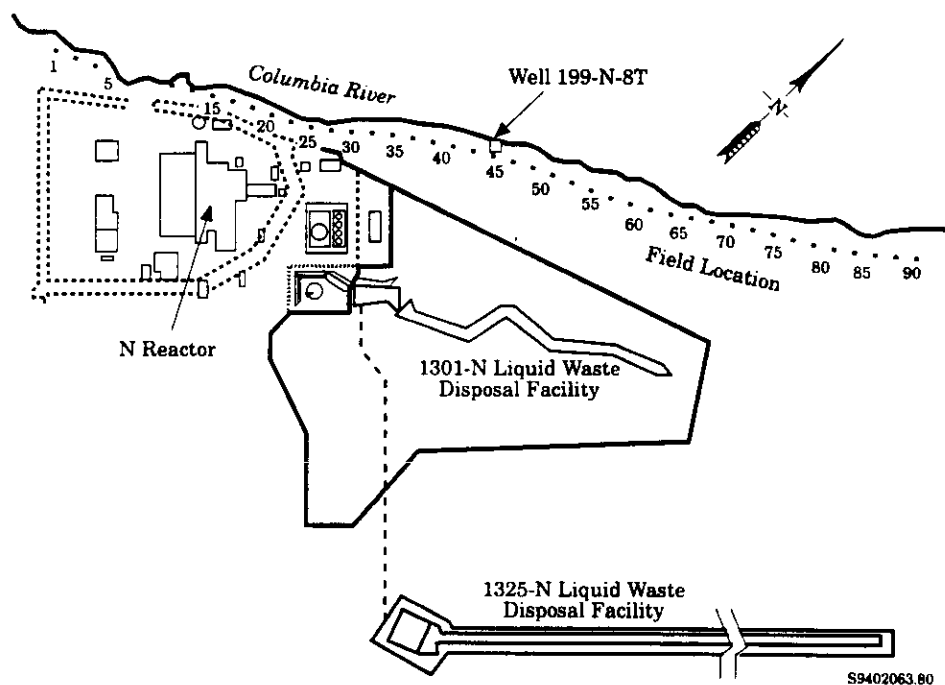 Columbia River
Well 199-N-8T
N
1
5
15
20
25
30
35
40
45
50
55
60
65
70
75
80
85
90
Field Location
N Reactor
1301-N Liquid Waste
Disposal Facility
1325-N Liquid Waste
Disposal Facility
S9402063.80